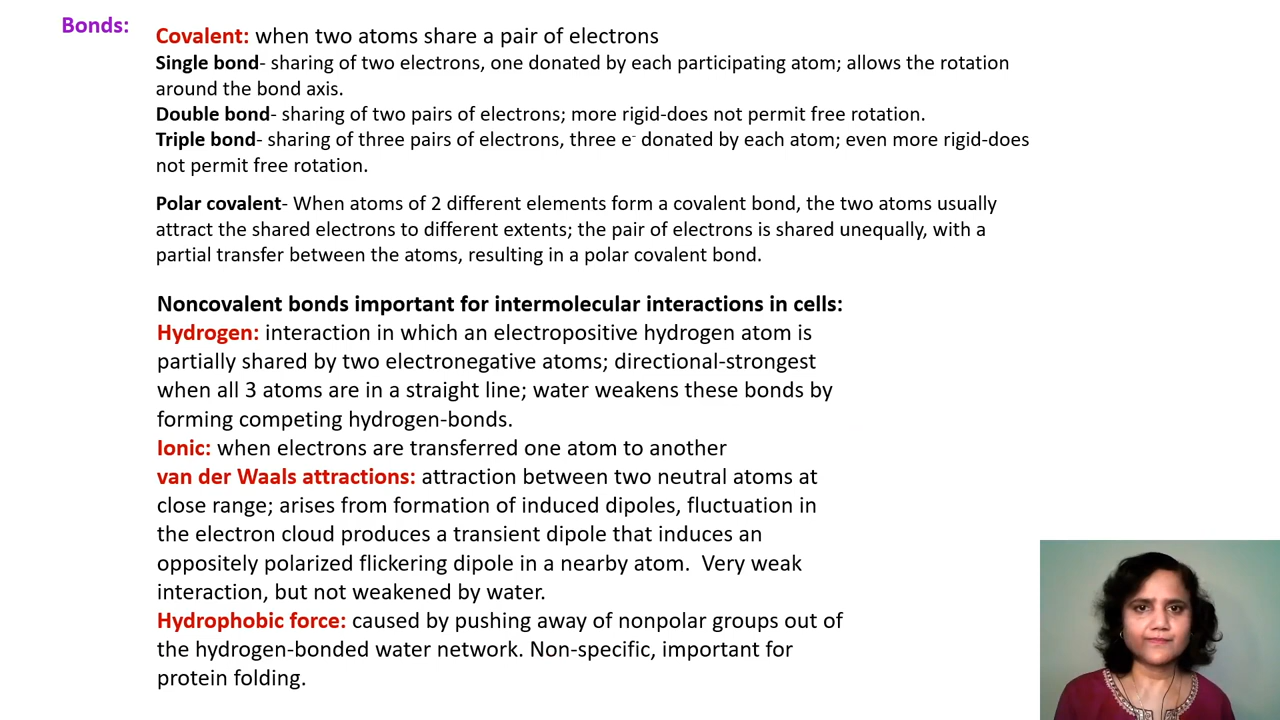 Bonds:
Covalent: when two atoms share a pair of electrons
Single bond- sharing of two electrons, one donated by each participating atom; allows the rotation
around the bond axis.
Double bond- sharing of two pairs of electrons; more rigid-does not permit free rotation.
Triple bond- sharing of three pairs of electrons, three e⁻ donated by each atom; even more rigid-does
not permit free rotation.
Polar covalent- When atoms of 2 different elements form a covalent bond, the two atoms usually
attract the shared electrons to different extents; the pair of electrons is shared unequally, with a
partial transfer between the atoms, resulting in a polar covalent bond.
Noncovalent bonds important for intermolecular interactions in cells:
Hydrogen: interaction in which an electropositive hydrogen atom is
partially shared by two electronegative atoms; directional-strongest
when all 3 atoms are in a straight line; water weakens these bonds by
forming competing hydrogen-bonds.
Ionic: when electrons are transferred one atom to another
van der Waals attractions: attraction between two neutral atoms at
close range; arises from formation of induced dipoles, fluctuation in
the electron cloud produces a transient dipole that induces an
oppositely polarized flickering dipole in a nearby atom.  Very weak
interaction, but not weakened by water.
Hydrophobic force: caused by pushing away of nonpolar groups out of
the hydrogen-bonded water network. Non-specific, important for
protein folding.